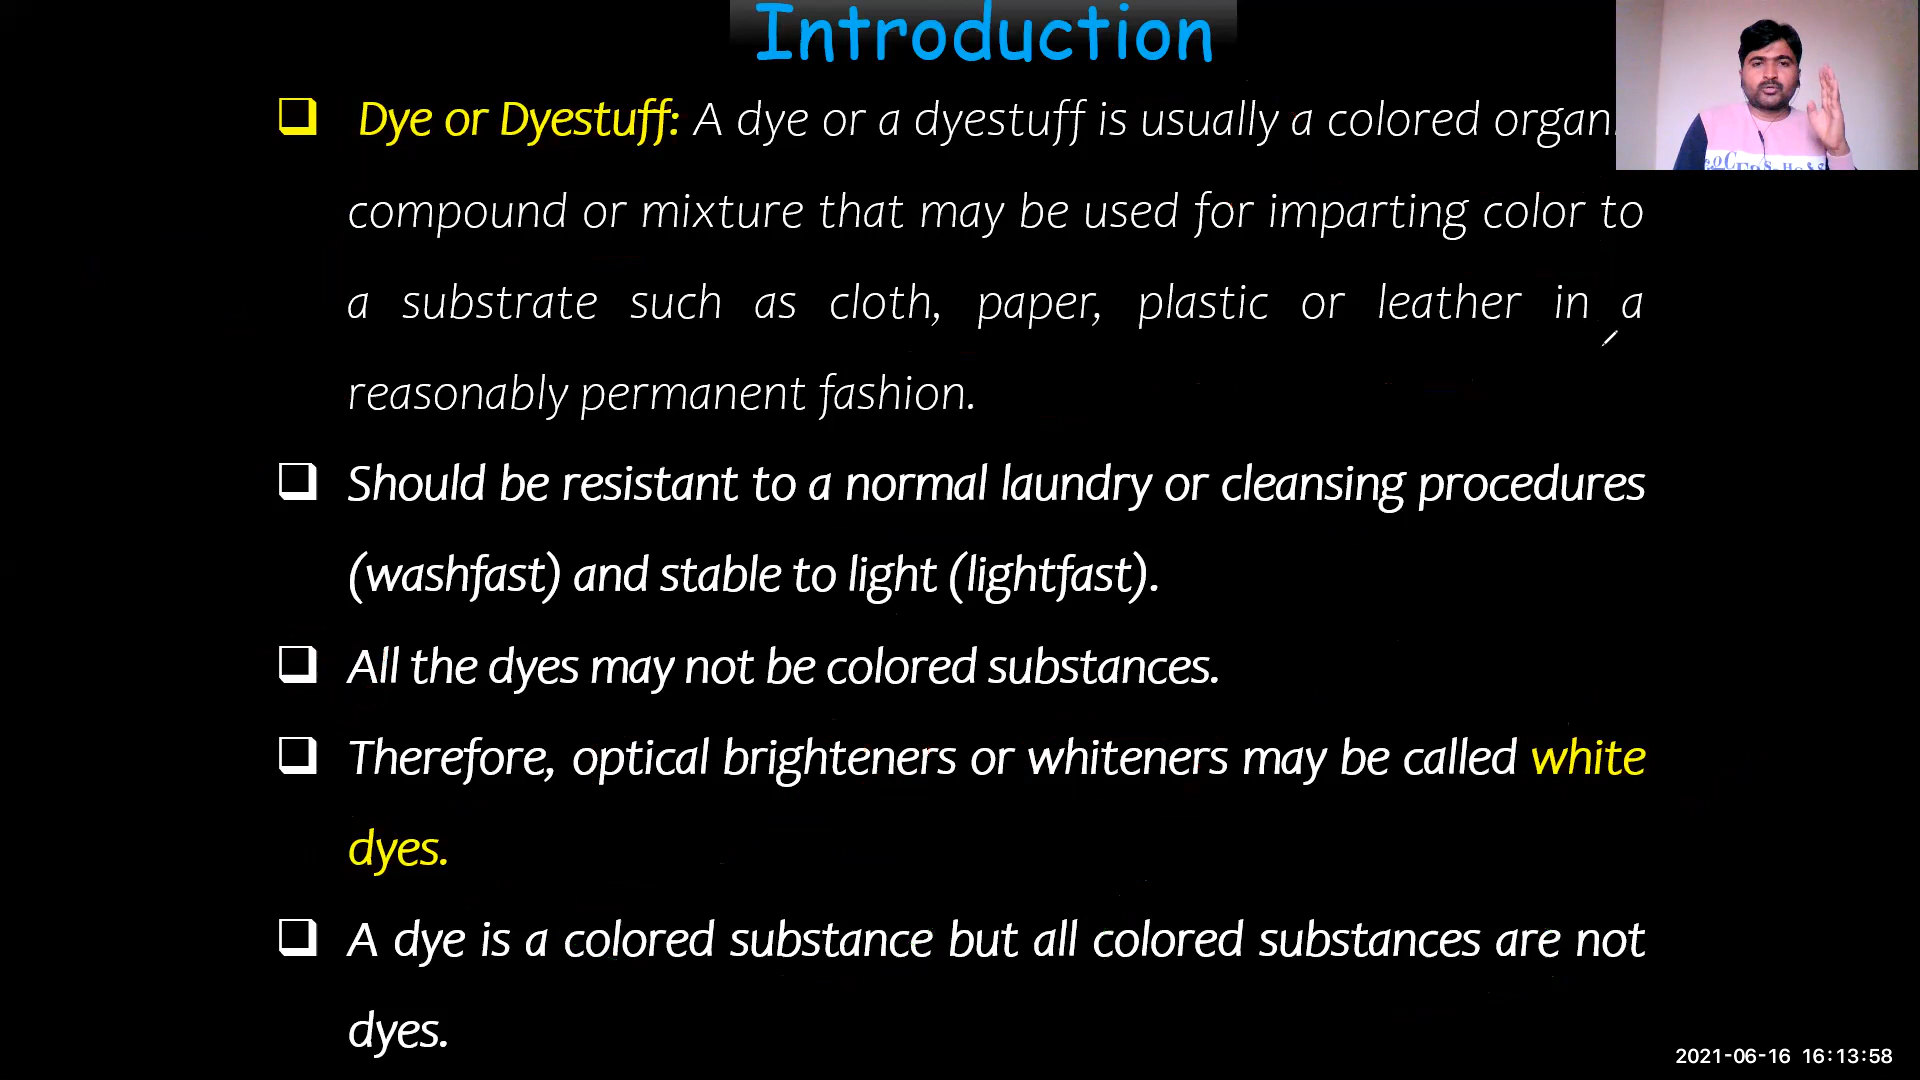 Introduction
Dye or Dyestuff: A dye or a dyestuff is usually a colored
compound or mixture that may be used for imparting color to
a substrate such as cloth, paper, plastic or leather in a
reasonably permanent fashion.
Should be resistant to a normal laundry or cleansing procedures
(washfast) and stable to light (lightfast).
All the dyes may not be colored substances.
Therefore, optical brighteners or whiteners may be called white
dyes.
A dye is a colored substance but all colored substances are not
dyes.
2021-06-16 16:13:58